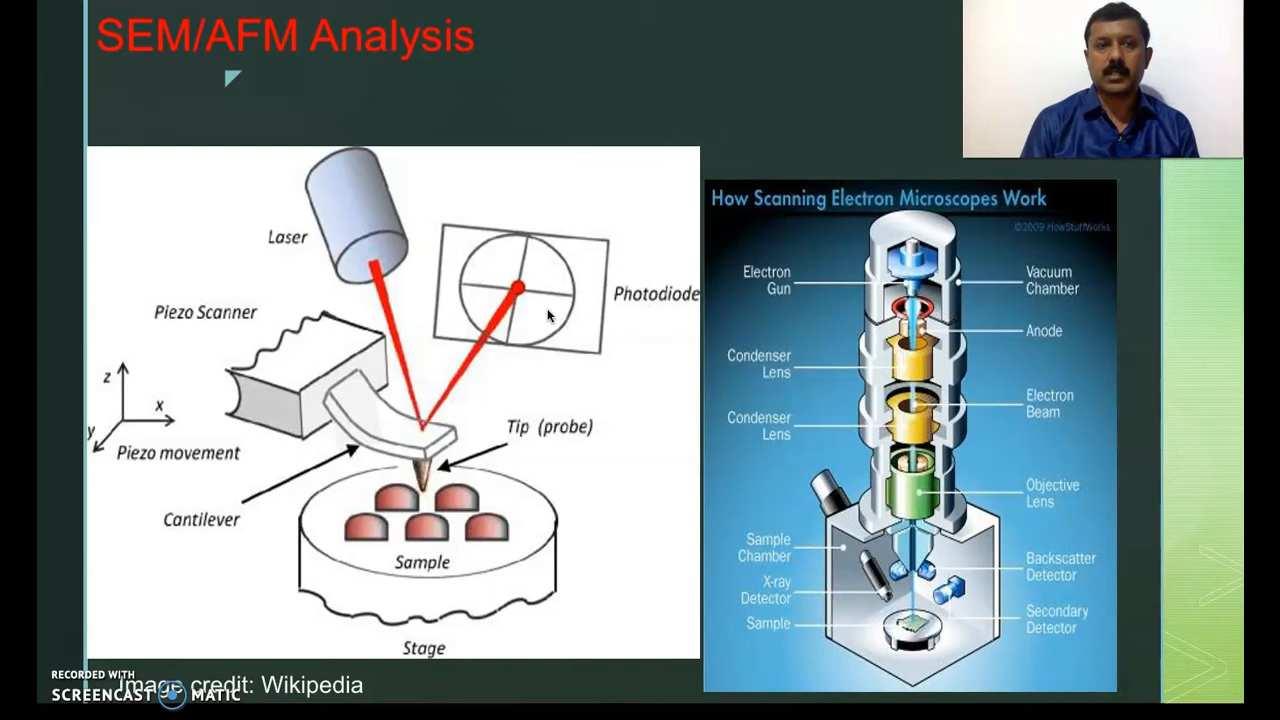 SEM/AFM Analysis
Laser
Photodiode
Piezo Scanner
z
x
y
Piezo movement
Tip (probe)
Cantilever
Sample
Stage
How Scanning Electron Microscopes Work
©2009 HowStuffWorks
Electron
Gun
Vacuum
Chamber
Anode
Condenser
Lens
Electron
Beam
Condenser
Lens
Objective
Lens
Sample
Chamber
Backscatter
Detector
X-ray
Detector
Secondary
Detector
Sample
RECORDED WITH
SCREENCAST MATIC
Image credit: Wikipedia